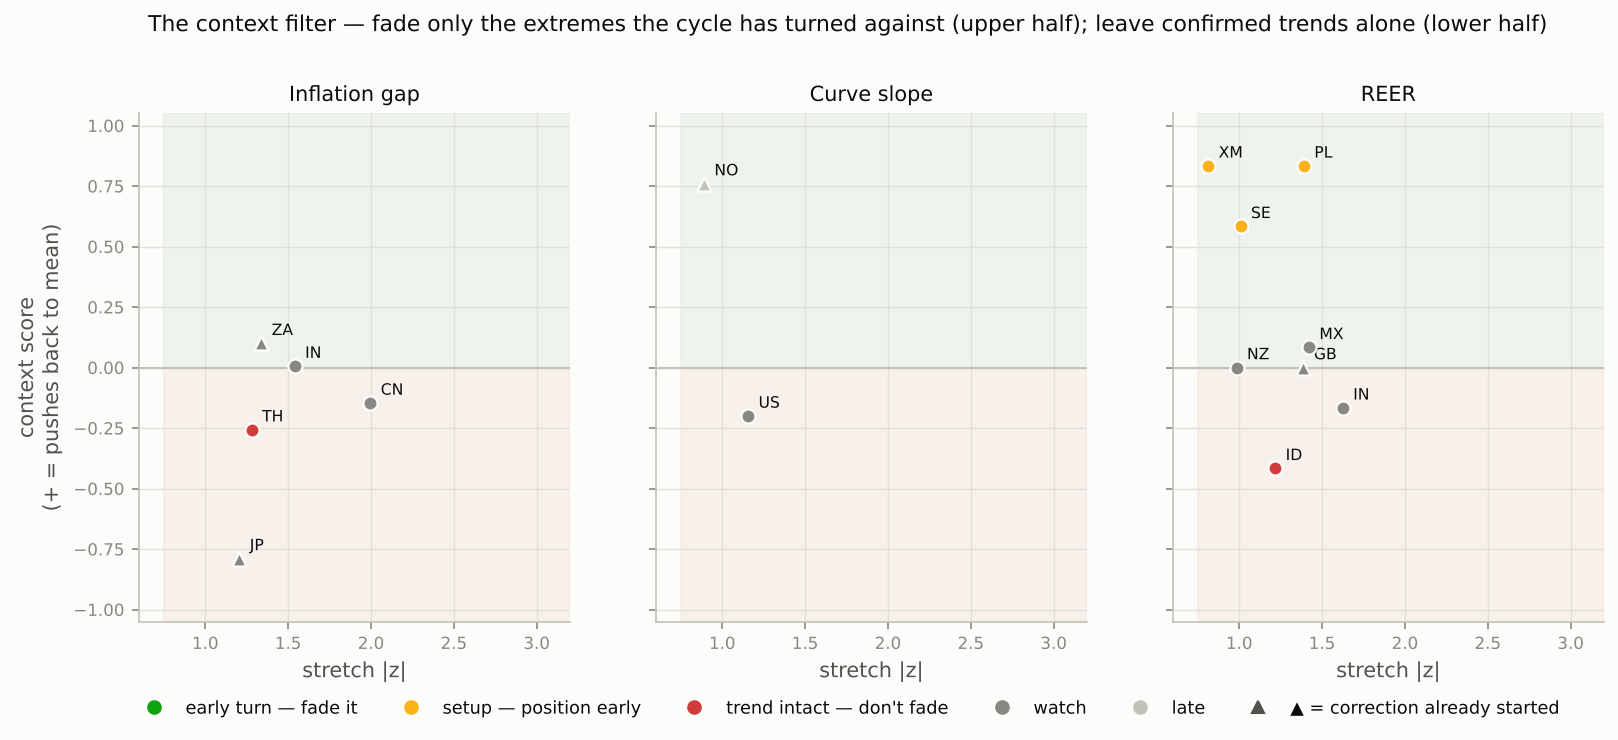 The context filter — fade only the extremes the cycle has turned against (upper half); leave confirmed trends alone (lower half)
Inflation gap
Curve slope
REER
context score
(+ = pushes back to mean)
1.00
0.75
0.50
0.25
0.00
−0.25
−0.50
−0.75
−1.00
ZA
IN
CN
TH
JP
1.0 1.5 2.0 2.5 3.0
stretch |z|
NO
US
1.0 1.5 2.0 2.5 3.0
stretch |z|
XM
PL
SE
MX
NZ
GB
IN
ID
1.0 1.5 2.0 2.5 3.0
stretch |z|
early turn — fade it
setup — position early
trend intact — don't fade
watch
late
▲ = correction already started